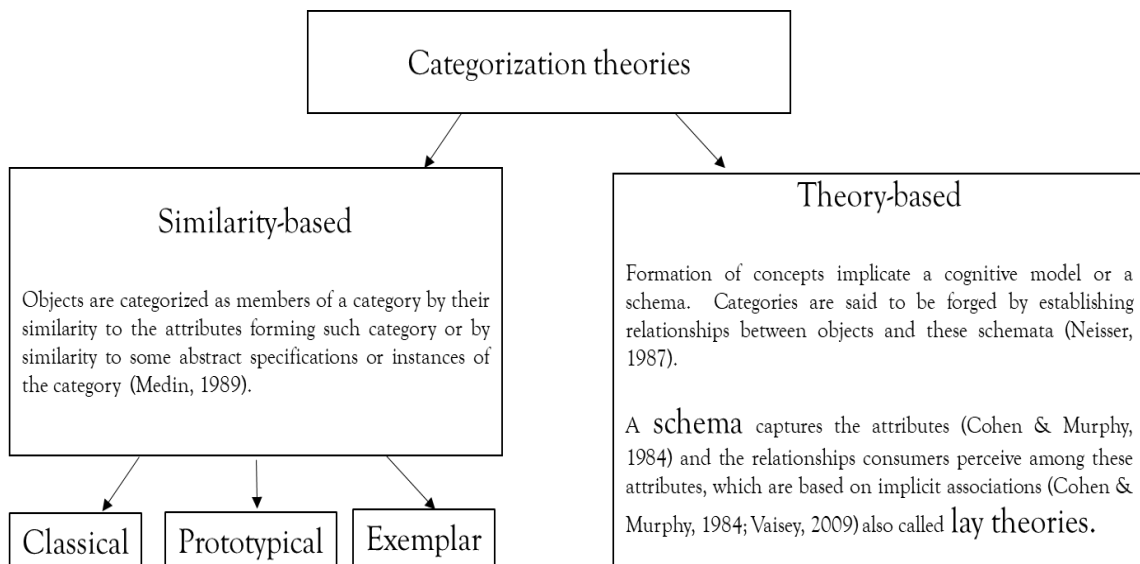 Categorization theories
Similarity-based
Objects are categorized as members of a category by their
similarity to the attributes forming such category or by
similarity to some abstract specifications or instances of
the category (Medin, 1989).
Theory-based
Formation of concepts implicate a cognitive model or a
schema. Categories are said to be forged by establishing
relationships between objects and these schemata (Neisser,
1987).
A schema captures the attributes (Cohen & Murphy,
1984) and the relationships consumers perceive among these
attributes, which are based on implicit associations (Cohen &
Murphy, 1984; Vaisey, 2009) also called lay theories.
Classical
Prototypical
Exemplar